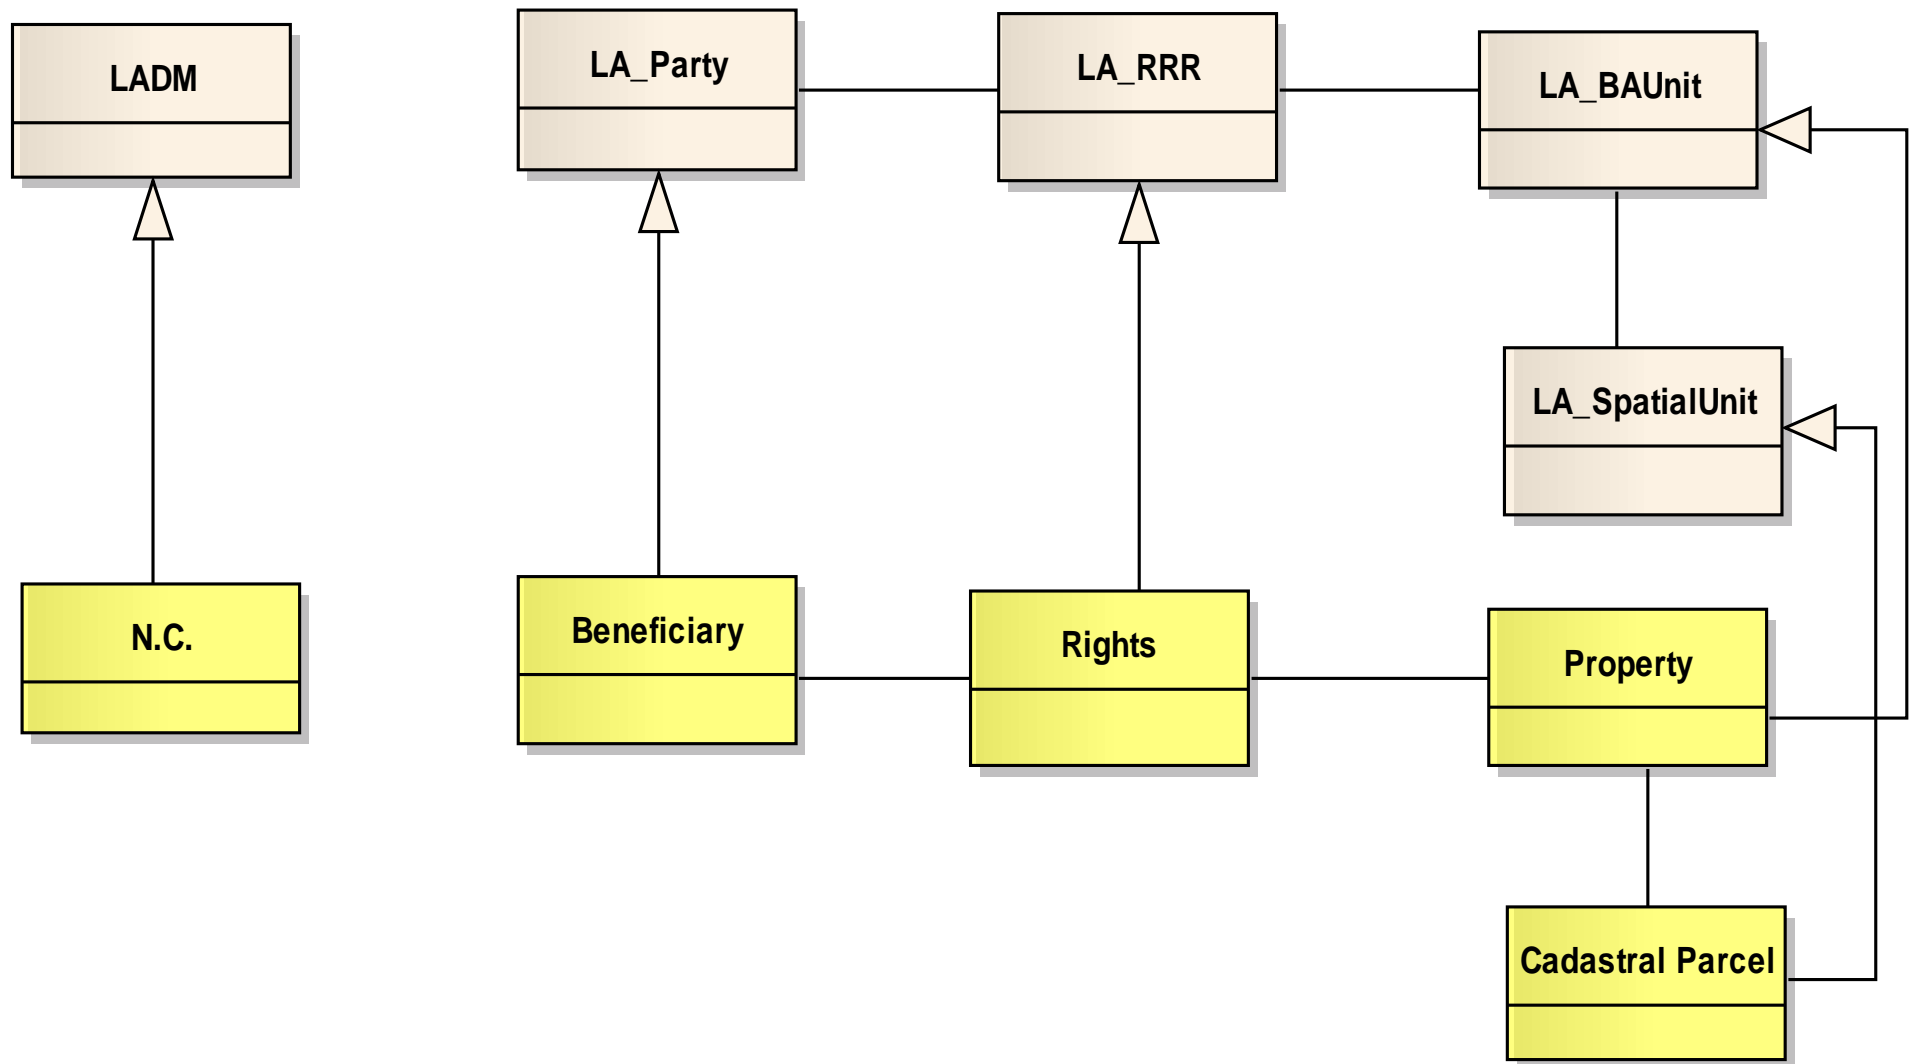 LADM
LA_Party
LA_RRR
LA_BAUnit
LA_SpatialUnit
N.C.
Beneficiary
Rights
Property
Cadastral Parcel